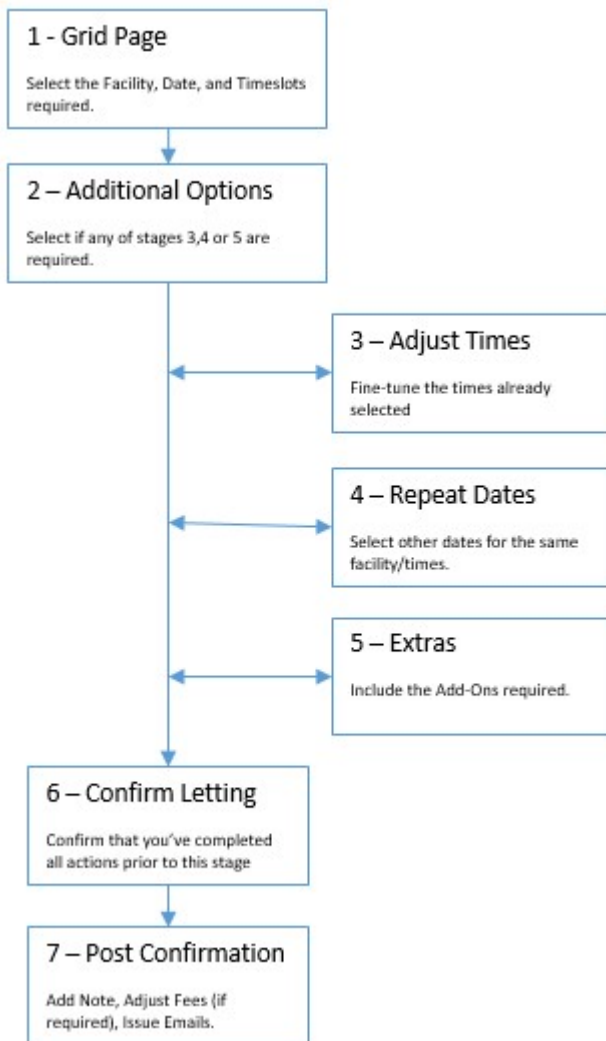 1 - Grid Page
Select the Facility, Date, and Timeslots
required.
2 – Additional Options
Select if any of stages 3,4 or 5 are
required.
3 – Adjust Times
Fine-tune the times already
selected
4 – Repeat Dates
Select other dates for the same
facility/times.
5 – Extras
Include the Add-Ons required.
6 – Confirm Letting
Confirm that you've completed
all actions prior to this stage
7 – Post Confirmation
Add Note, Adjust Fees (if
required), Issue Emails.